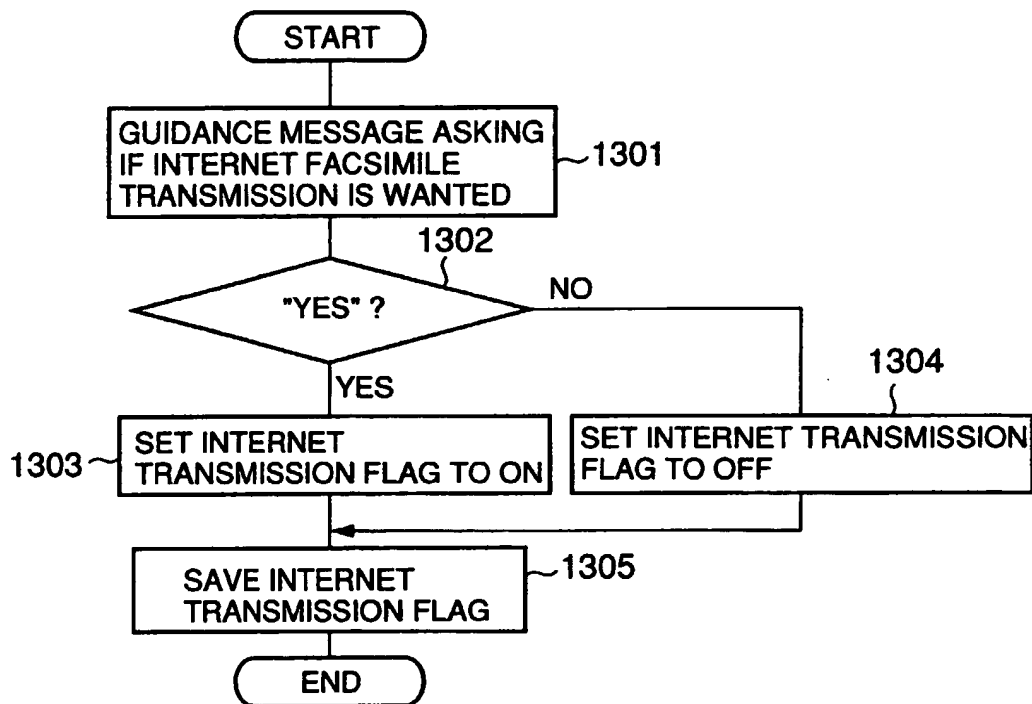 START
GUIDANCE MESSAGE ASKING
IF INTERNET FACSIMILE
TRANSMISSION IS WANTED
1301
1302
"YES" ?
NO
YES
1304
1303
SET INTERNET
TRANSMISSION FLAG TO ON
SET INTERNET TRANSMISSION
FLAG TO OFF
SAVE INTERNET
TRANSMISSION FLAG
1305
END